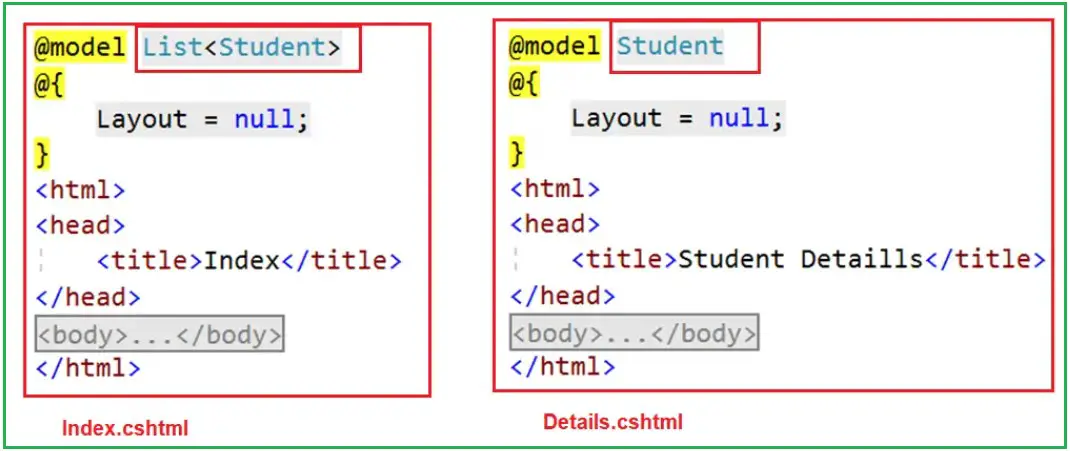 @model List<Student>
@{
    Layout = null;
}
<html>
<head>
    <title>Index</title>
</head>
<body>...</body>
</html>
Index.cshtml
@model Student
@{
    Layout = null;
}
<html>
<head>
    <title>Student Detaills</title>
</head>
<body>...</body>
</html>
Details.cshtml